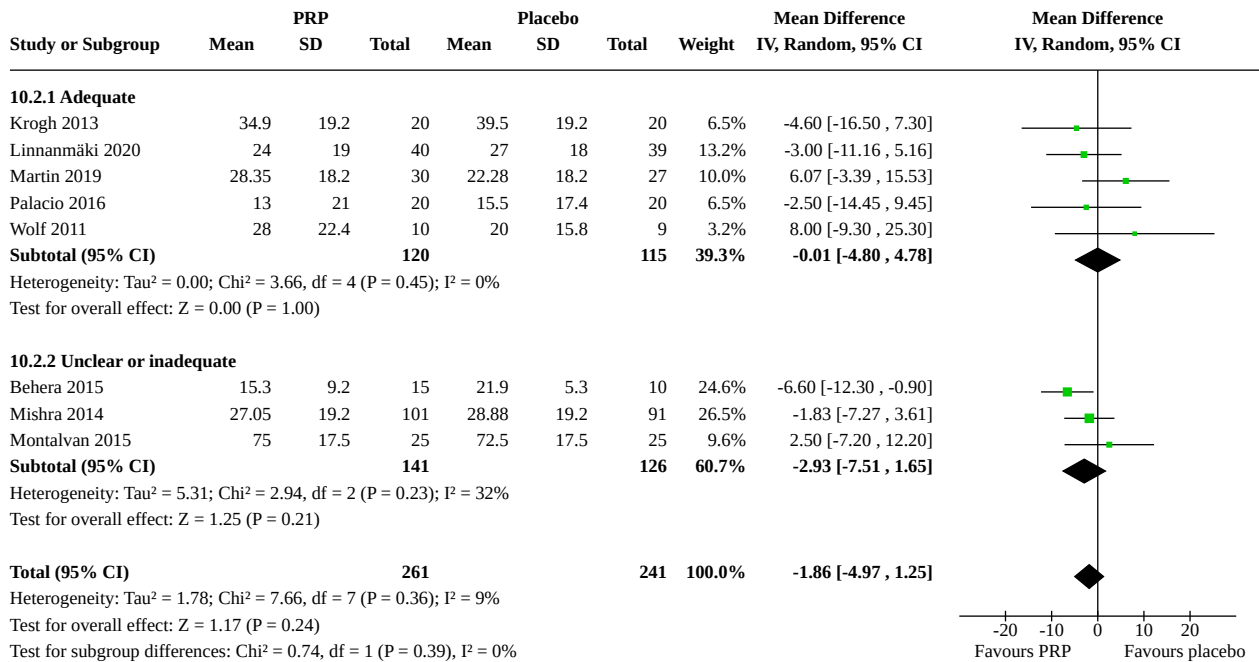 PRP Placebo Mean Difference Mean Difference
Study or Subgroup Mean SD Total Mean SD Total Weight IV, Random, 95% CI IV, Random, 95% CI
10.2.1 Adequate
Krogh 2013 34.9 19.2 20 39.5 19.2 20 6.5% -4.60 [-16.50 , 7.30]
Linnanmäki 2020 24 19 40 27 18 39 13.2% -3.00 [-11.16 , 5.16]
Martin 2019 28.35 18.2 30 22.28 18.2 27 10.0% 6.07 [-3.39 , 15.53]
Palacio 2016 13 21 20 15.5 17.4 20 6.5% -2.50 [-14.45 , 9.45]
Wolf 2011 28 22.4 10 20 15.8 9 3.2% 8.00 [-9.30 , 25.30]
Subtotal (95% CI) 120 115 39.3% -0.01 [-4.80 , 4.78]
Heterogeneity: Tau² = 0.00; Chi² = 3.66, df = 4 (P = 0.45); I² = 0%
Test for overall effect: Z = 0.00 (P = 1.00)
10.2.2 Unclear or inadequate
Behera 2015 15.3 9.2 15 21.9 5.3 10 24.6% -6.60 [-12.30 , -0.90]
Mishra 2014 27.05 19.2 101 28.88 19.2 91 26.5% -1.83 [-7.27 , 3.61]
Montalvan 2015 75 17.5 25 72.5 17.5 25 9.6% 2.50 [-7.20 , 12.20]
Subtotal (95% CI) 141 126 60.7% -2.93 [-7.51 , 1.65]
Heterogeneity: Tau² = 5.31; Chi² = 2.94, df = 2 (P = 0.23); I² = 32%
Test for overall effect: Z = 1.25 (P = 0.21)
Total (95% CI) 261 241 100.0% -1.86 [-4.97 , 1.25]
Heterogeneity: Tau² = 1.78; Chi² = 7.66, df = 7 (P = 0.36); I² = 9%
Test for overall effect: Z = 1.17 (P = 0.24)
Test for subgroup differences: Chi² = 0.74, df = 1 (P = 0.39), I² = 0%
-20 -10 0 10 20
Favours PRP Favours placebo